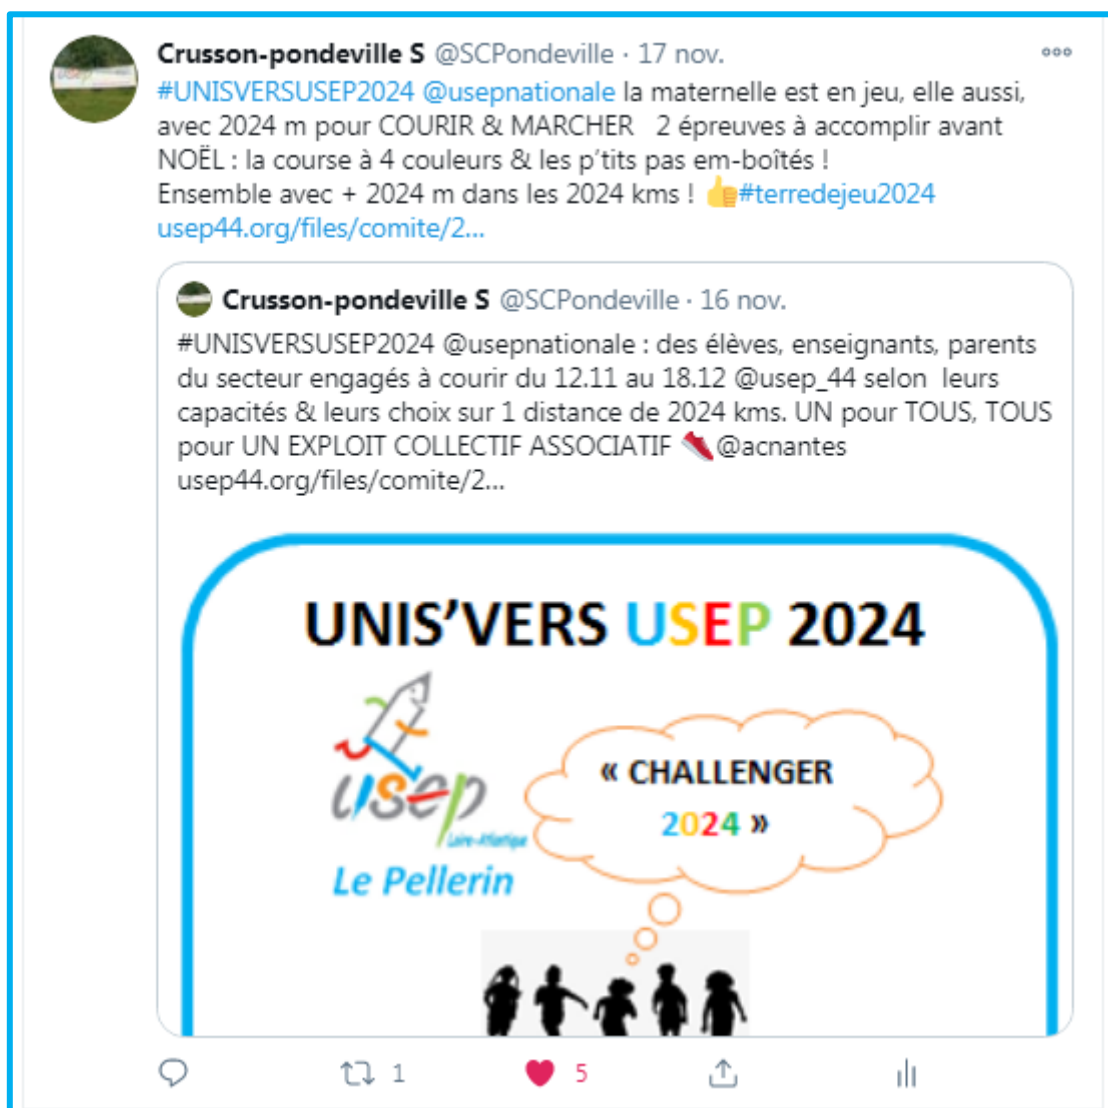 Crusson-pondeville S @SCPondeville · 17 nov.
#UNISVERSUSEP2024 @usepnationale la maternelle est en jeu, elle aussi,
avec 2024 m pour COURIR & MARCHER   2 épreuves à accomplir avant
NOËL : la course à 4 couleurs & les p'tits pas em-boîtés !
Ensemble avec + 2024 m dans les 2024 kms ! 👍#terredejeu2024
usep44.org/files/comite/2...
Crusson-pondeville S @SCPondeville · 16 nov.
#UNISVERSUSEP2024 @usepnationale : des élèves, enseignants, parents
du secteur engagés à courir du 12.11 au 18.12 @usep_44 selon  leurs
capacités & leurs choix sur 1 distance de 2024 kms. UN pour TOUS, TOUS
pour UN EXPLOIT COLLECTIF ASSOCIATIF 👟@acnantes
usep44.org/files/comite/2...
UNIS'VERS USEP 2024
« CHALLENGER
2024 »
usep
Loire-Atlantique
Le Pellerin
1 5